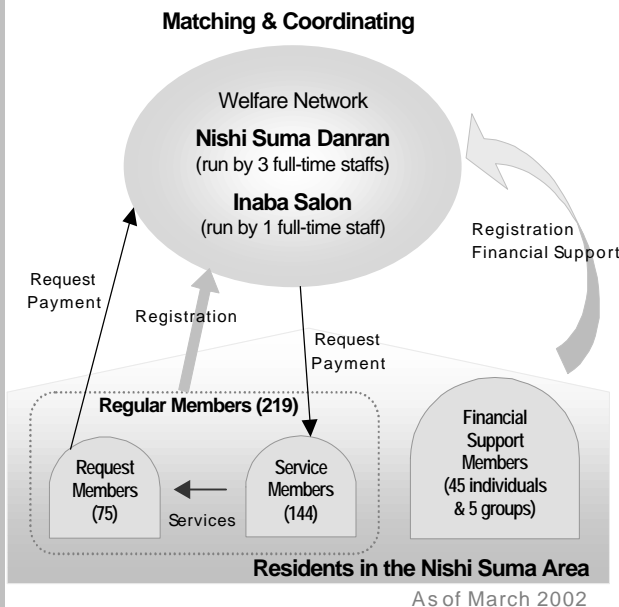 Matching & Coordinating
Welfare Network
Nishi Suma Danran
(run by 3 full-time staffs)
Inaba Salon
(run by 1 full-time staff)
Registration
Financial Support
Request
Payment
Registration
Request
Payment
Regular Members (219)
Request
Members
(75)
Services
Service
Members
(144)
Financial
Support
Members
(45 individuals
& 5 groups)
Residents in the Nishi Suma Area
As of March 2002